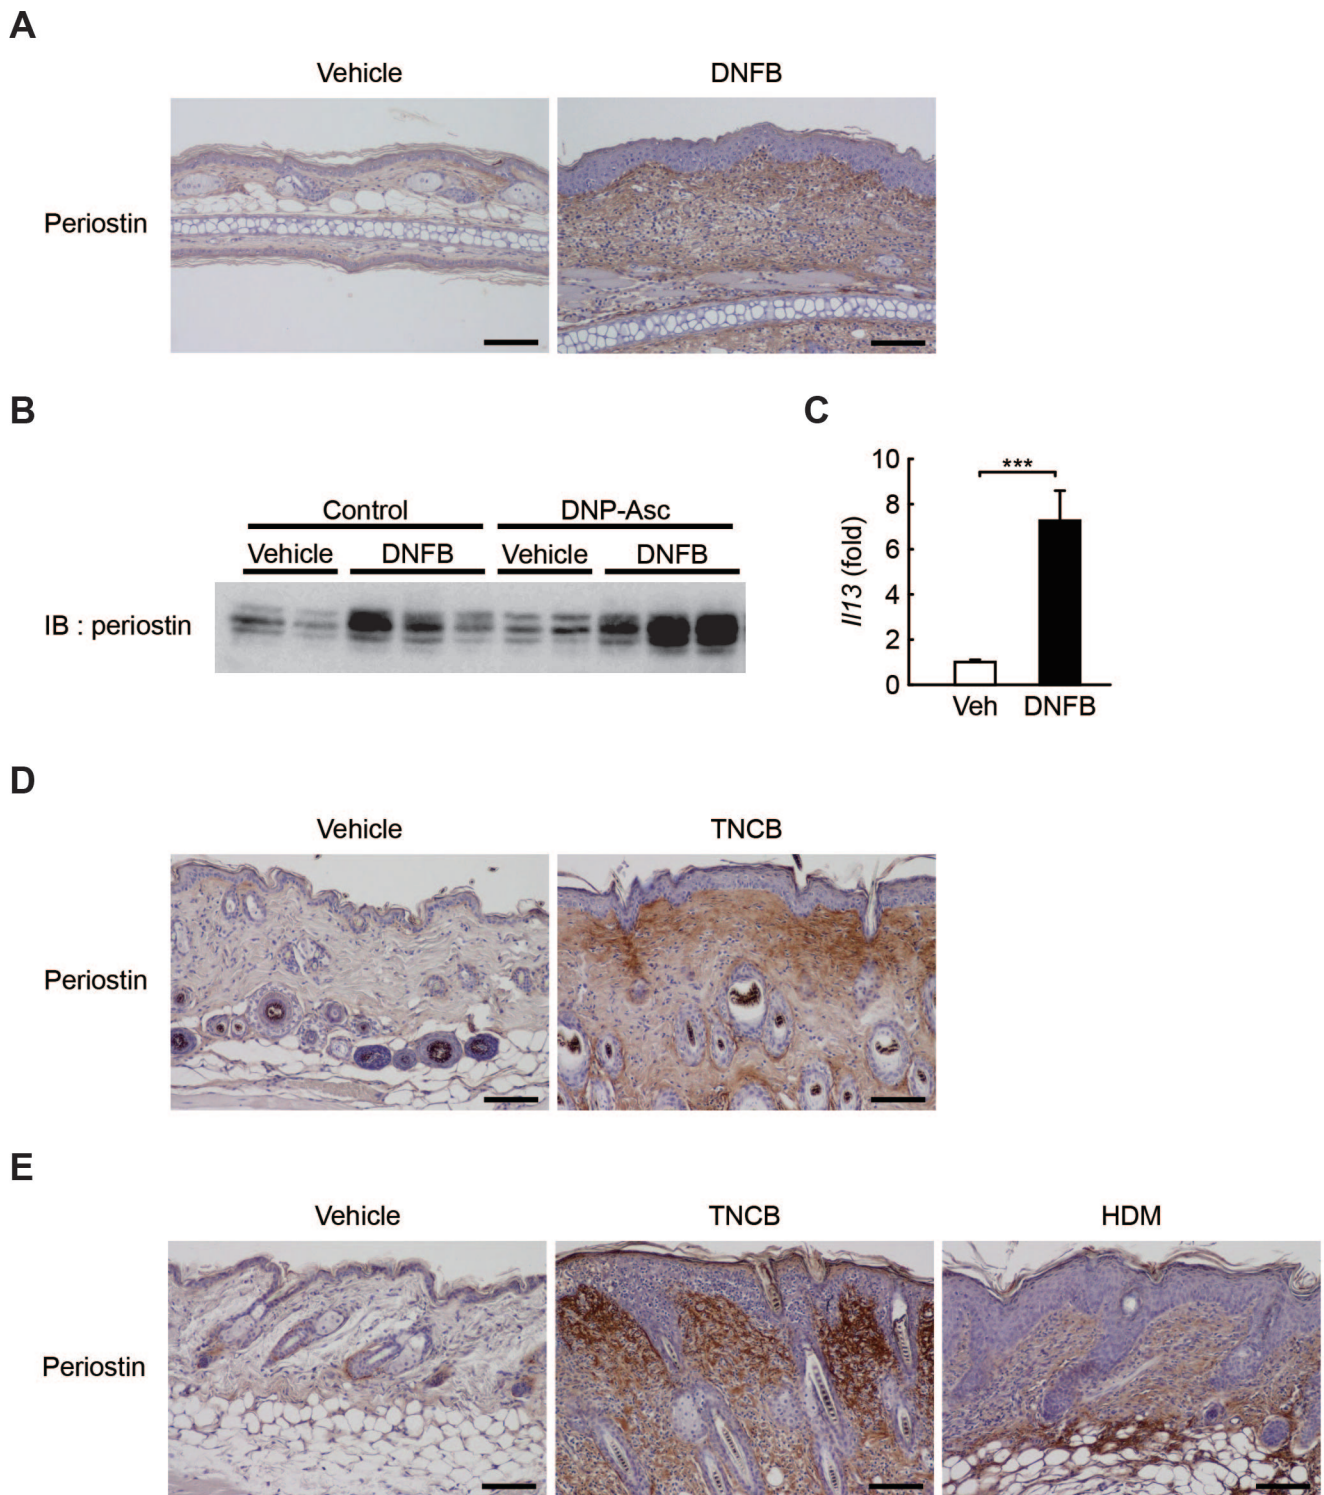 A
Vehicle DNFB
Periostin
B
Control DNP-Asc
Vehicle DNFB Vehicle DNFB
IB : periostin
C
***
10
8
6
4
2
0
Il13 (fold)
Veh DNFB
D
Vehicle TNCB
Periostin
E
Vehicle TNCB HDM
Periostin